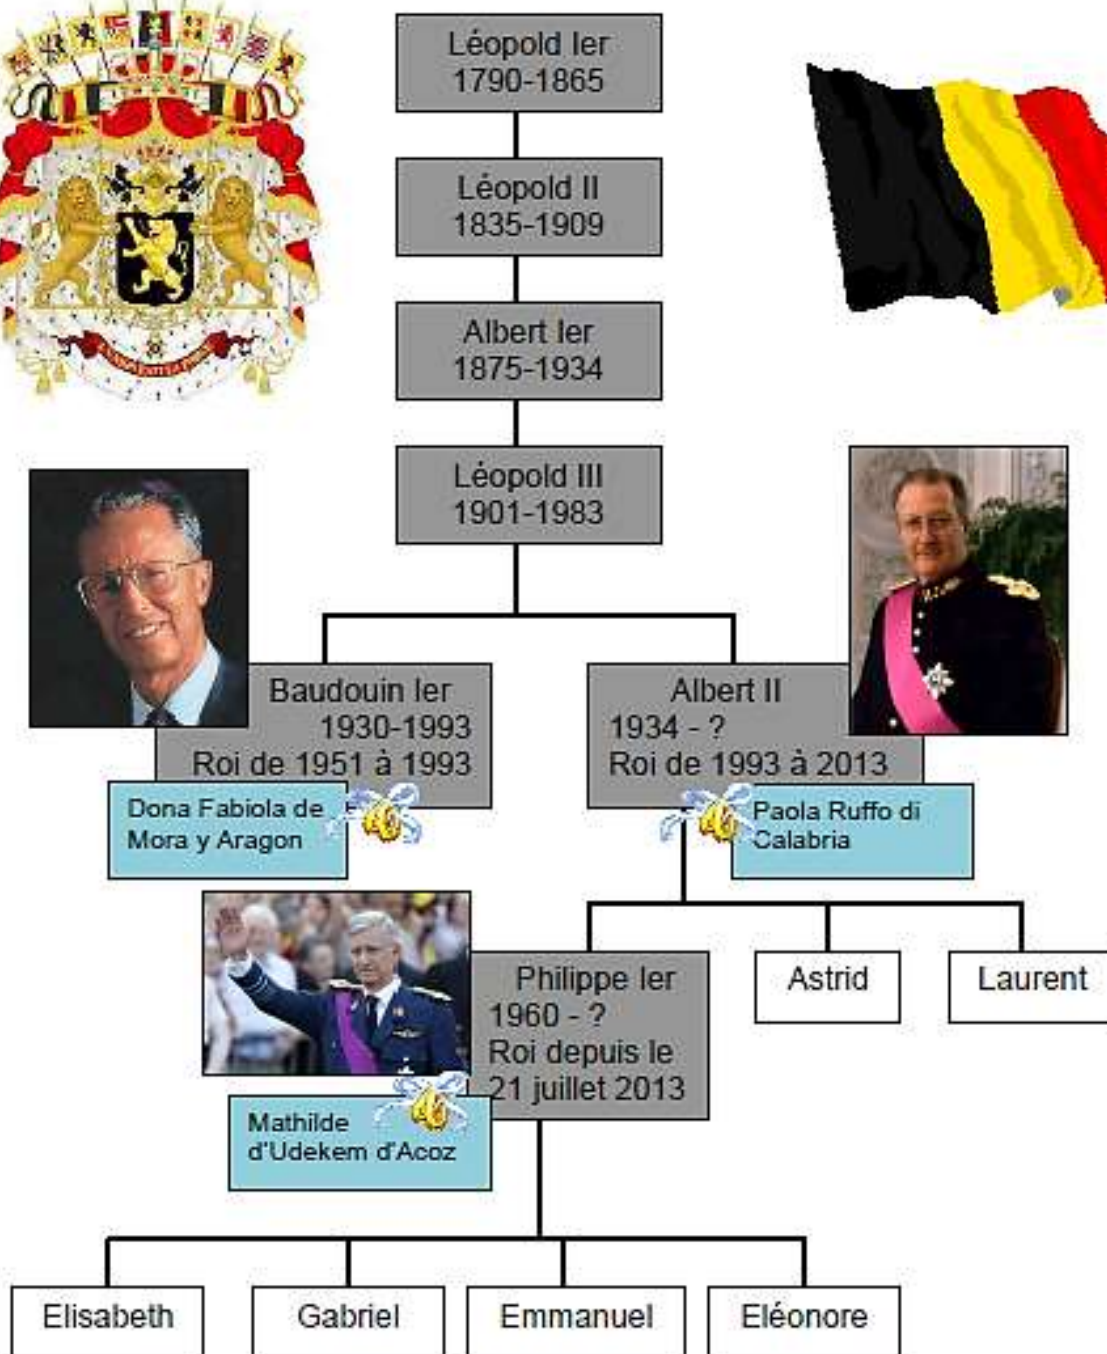 Léopold Ier
1790-1865
Léopold II
1835-1909
Albert Ier
1875-1934
Léopold III
1901-1983
Baudouin Ier
1930-1993
Roi de 1951 à 1993
Dona Fabiola de
Mora y Aragon
Albert II
1934 - ?
Roi de 1993 à 2013
Paola Ruffo di
Calabria
Philippe Ier
1960 - ?
Roi depuis le
21 juillet 2013
Mathilde
d'Udekem d'Acoz
Astrid
Laurent
Elisabeth
Gabriel
Emmanuel
Eléonore